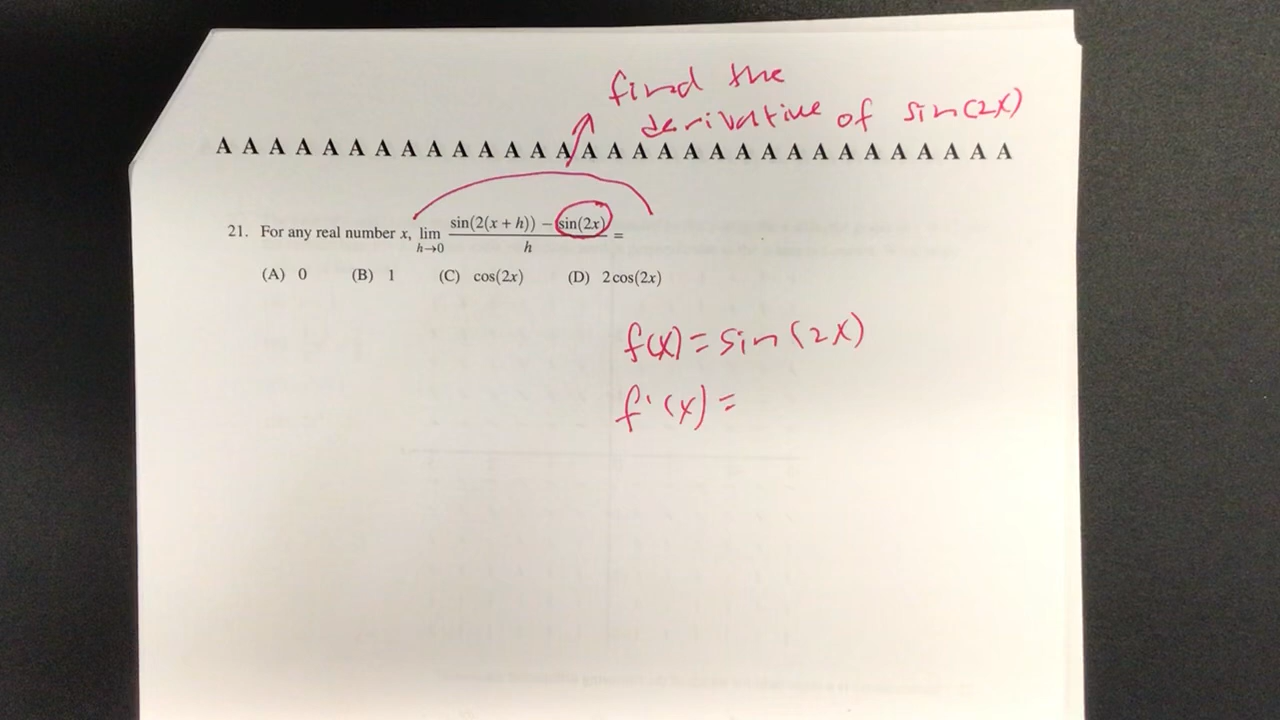 find the
derivative of sin(2x)
A A A A A A A A A A A A A A A A A A A A A A A A A A A A A A A
21. For any real number x, lim h→0 sin(2(x + h)) − sin(2x) / h =
(A) 0 (B) 1 (C) cos(2x) (D) 2cos(2x)
f(x) = sin(2x)
f'(x) =